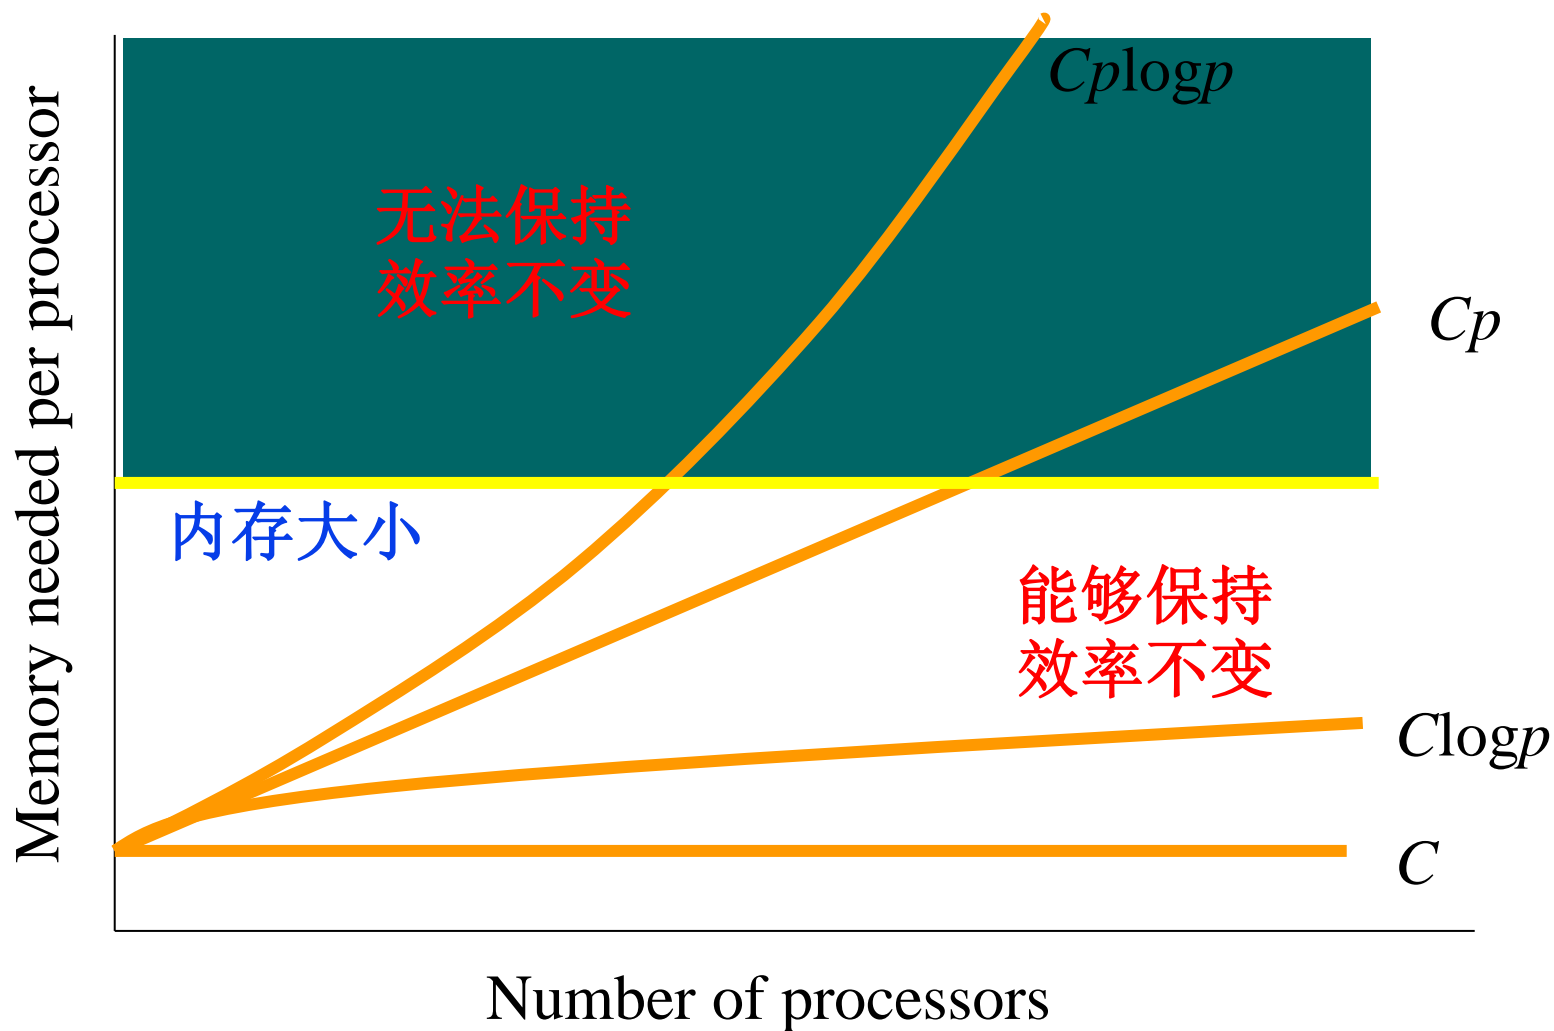 Cplogp
Memory needed per processor
无法保持
效率不变
Cp
内存大小
能够保持
效率不变
Clogp
C
Number of processors